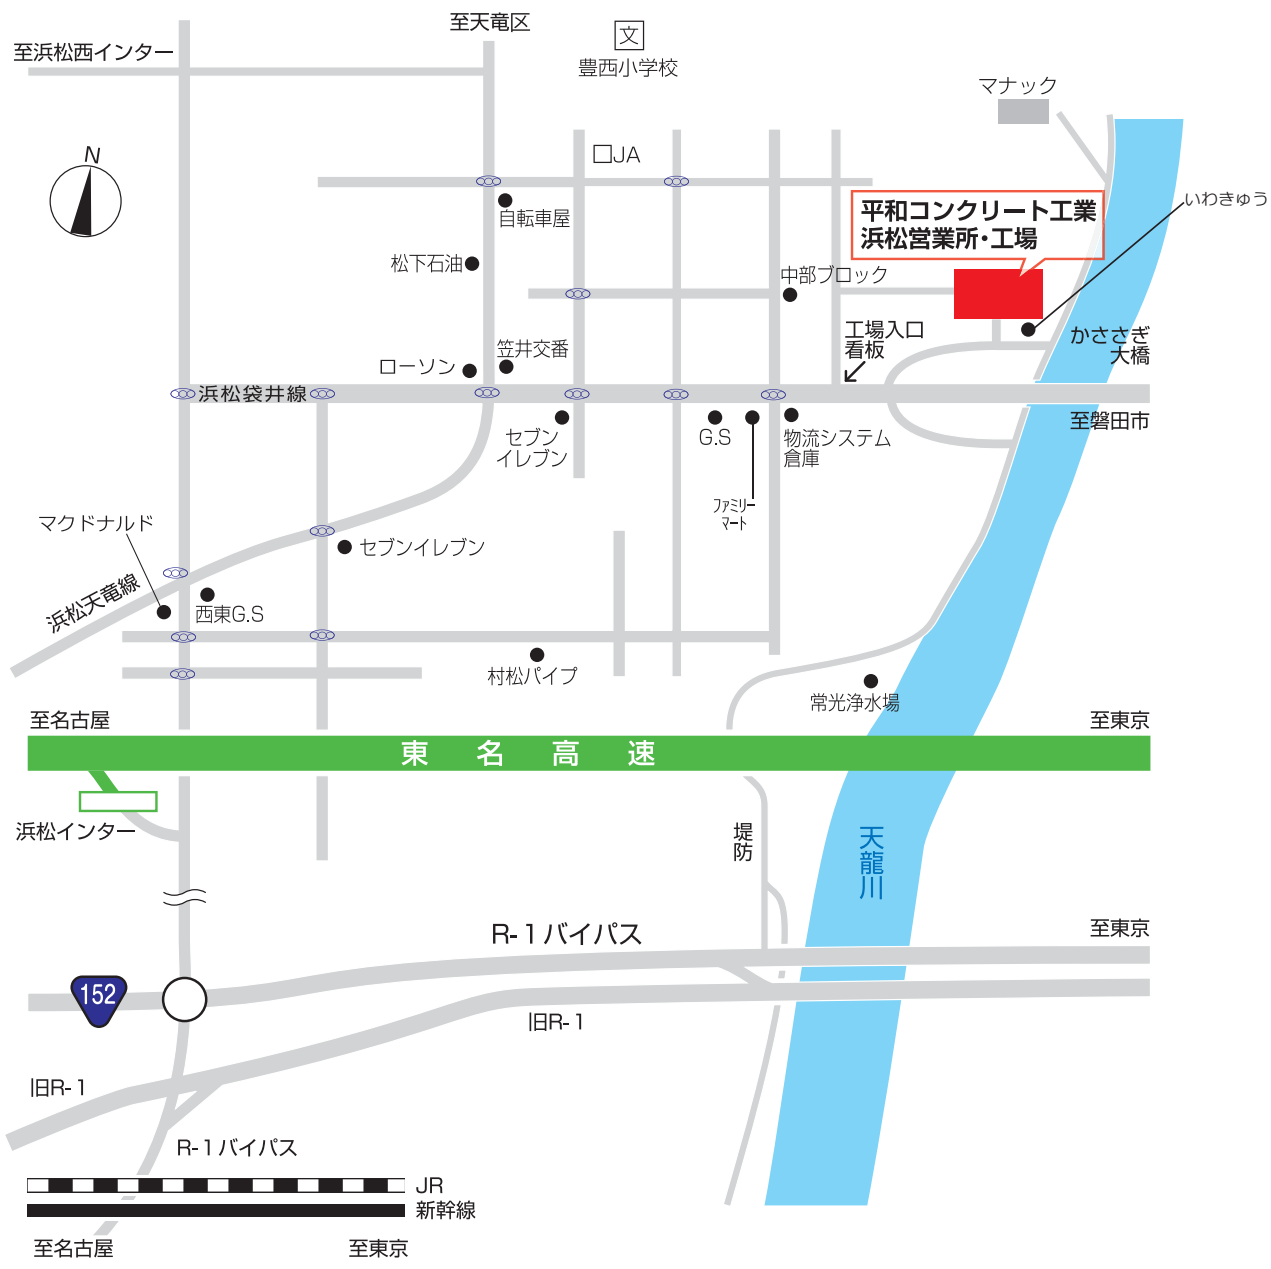 至天竜区
文
豊西小学校
至浜松西インター
マナック
N
JA
いわきゅう
平和コンクリート工業
浜松営業所・工場
自転車屋
松下石油
中部ブロック
工場入口
看板
かささぎ
大橋
笠井交番
ローソン
浜松袋井線
至磐田市
セブン
イレブン
G.S
物流システム
倉庫
ファミリー
マート
マクドナルド
セブンイレブン
浜松天竜線
西東G.S
村松パイプ
常光浄水場
至名古屋
至東京
東名高速
浜松インター
堤防
天龍川
R-1バイパス
至東京
152
旧R-1
旧R-1
R-1バイパス
JR
新幹線
至名古屋
至東京